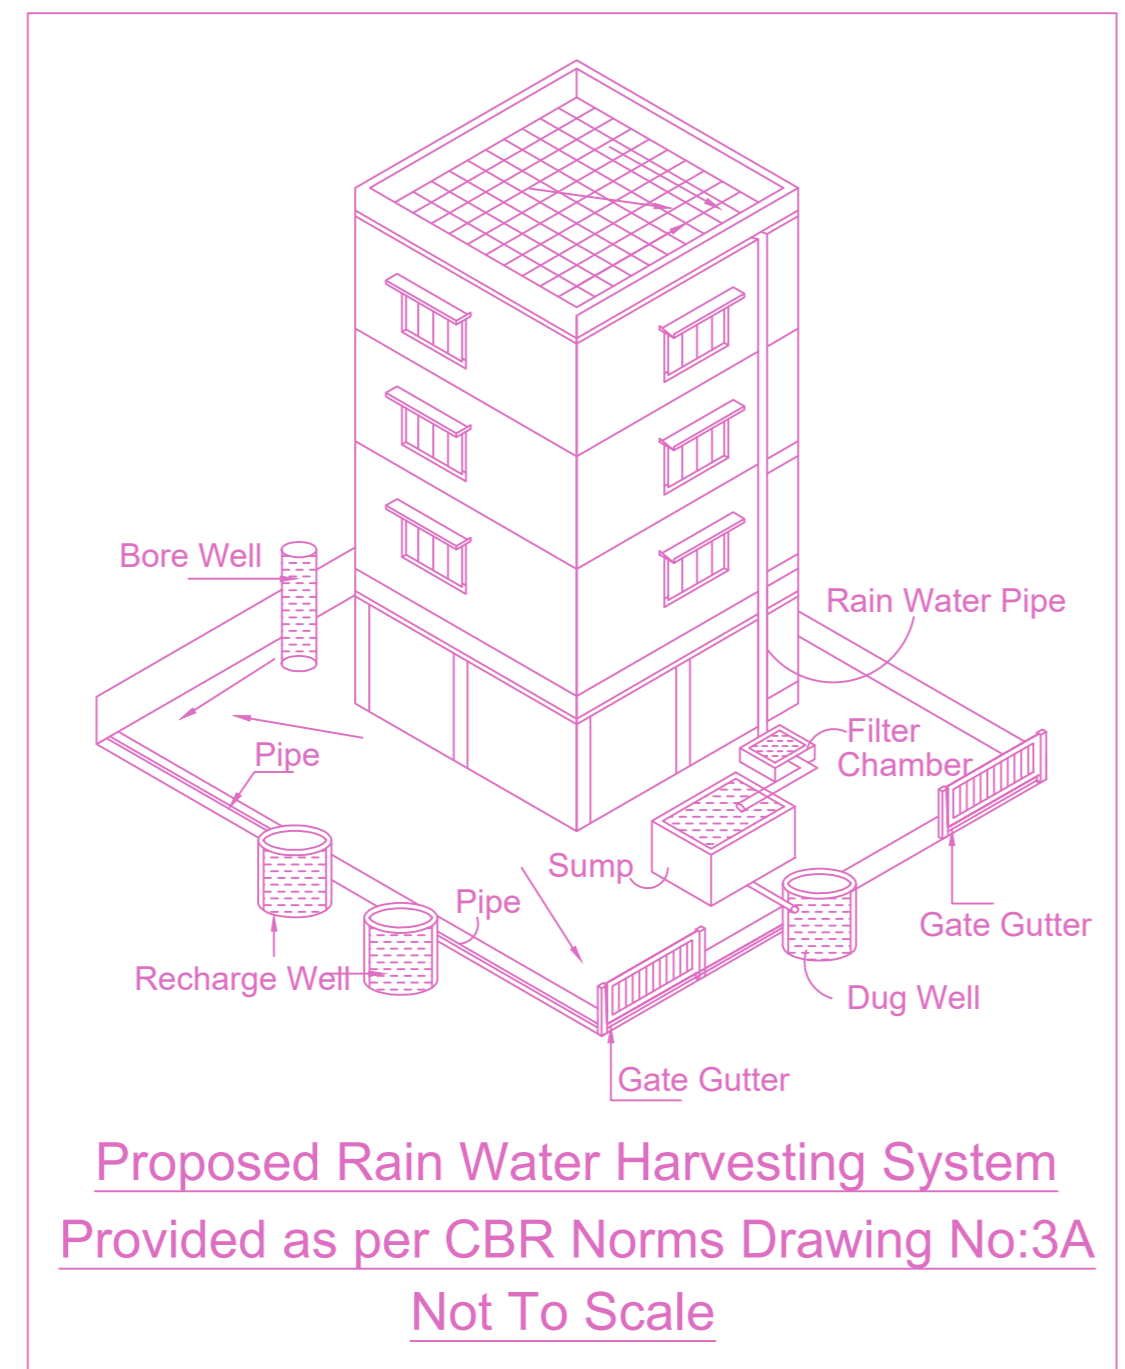 Bore Well
Rain Water Pipe
Filter
Chamber
Pipe
Sump
Pipe
Gate Gutter
Recharge Well
Dug Well
Gate Gutter
Proposed Rain Water Harvesting System
Provided as per CBR Norms Drawing No:3A
Not To Scale